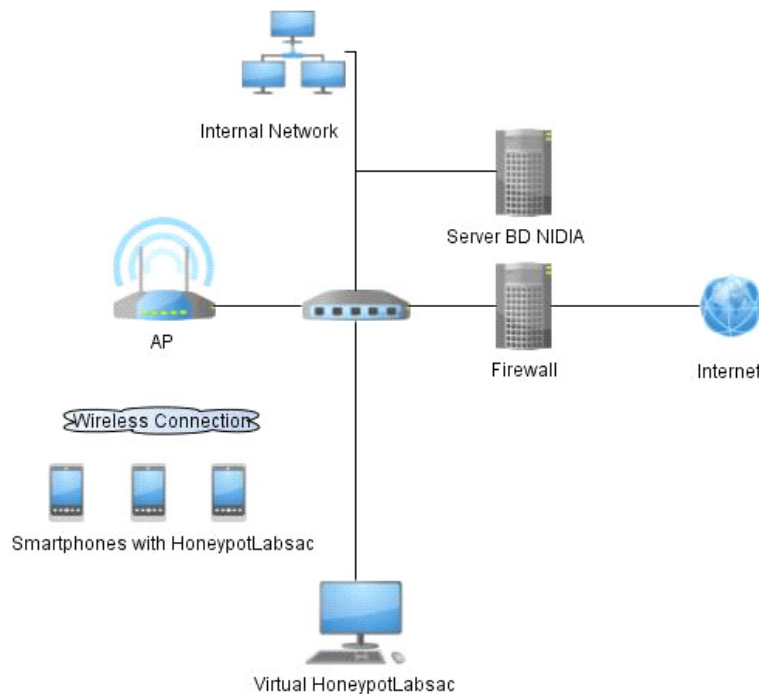 Internal Network
Server BD NIDIA
AP
Firewall
Internet
Wireless Connection
Smartphones with HoneypotLabsac
Virtual HoneypotLabsac